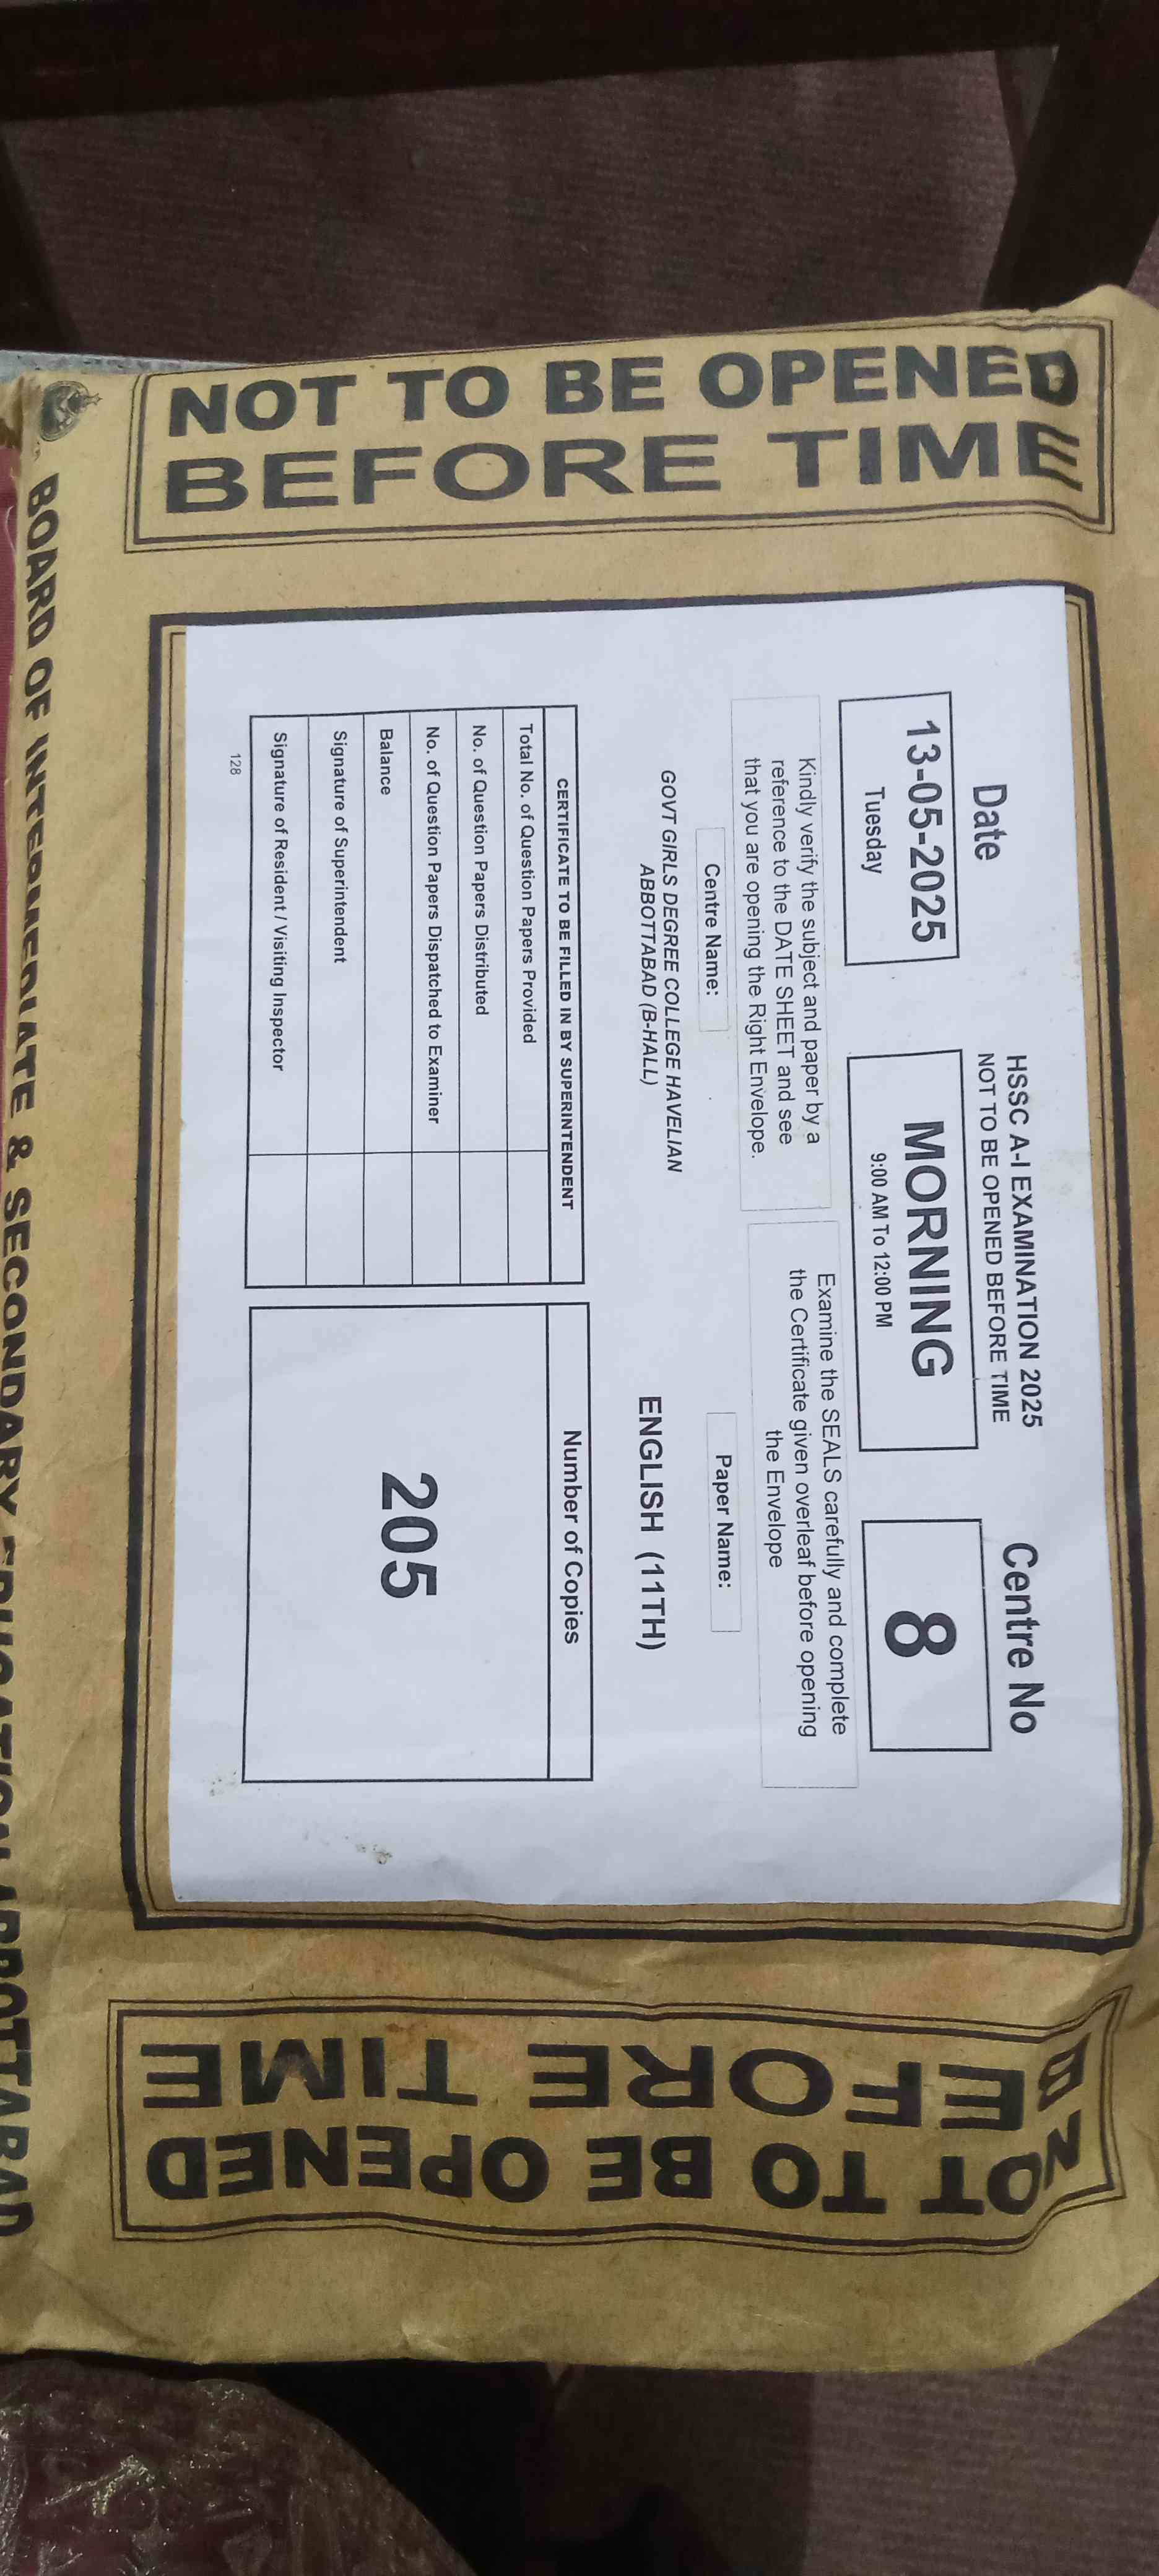 NOT TO BE OPENED
BEFORE TIME
HSSC A-I EXAMINATION 2025
NOT TO BE OPENED BEFORE TIME
Date
13-05-2025
Tuesday
MORNING
9:00 AM To 12:00 PM
Centre No
8
Kindly verify the subject and paper by a
reference to the DATE SHEET and see
that you are opening the Right Envelope.
Examine the SEALS carefully and complete
the Certificate given overleaf before opening
the Envelope
Centre Name:
GOVT GIRLS DEGREE COLLEGE HAVELIAN
ABBOTTABAD (B-HALL)
Paper Name:
ENGLISH (11TH)
CERTIFICATE TO BE FILLED IN BY SUPERINTENDENT
Total No. of Question Papers Provided
No. of Question Papers Distributed
No. of Question Papers Dispatched to Examiner
Balance
Signature of Superintendent
Signature of Resident / Visiting Inspector
128
Number of Copies
205
BOARD OF INTERMEDIATE & SECONDARY EDUCATION ABBOTTABAD
NOT TO BE OPENED
BEFORE TIME